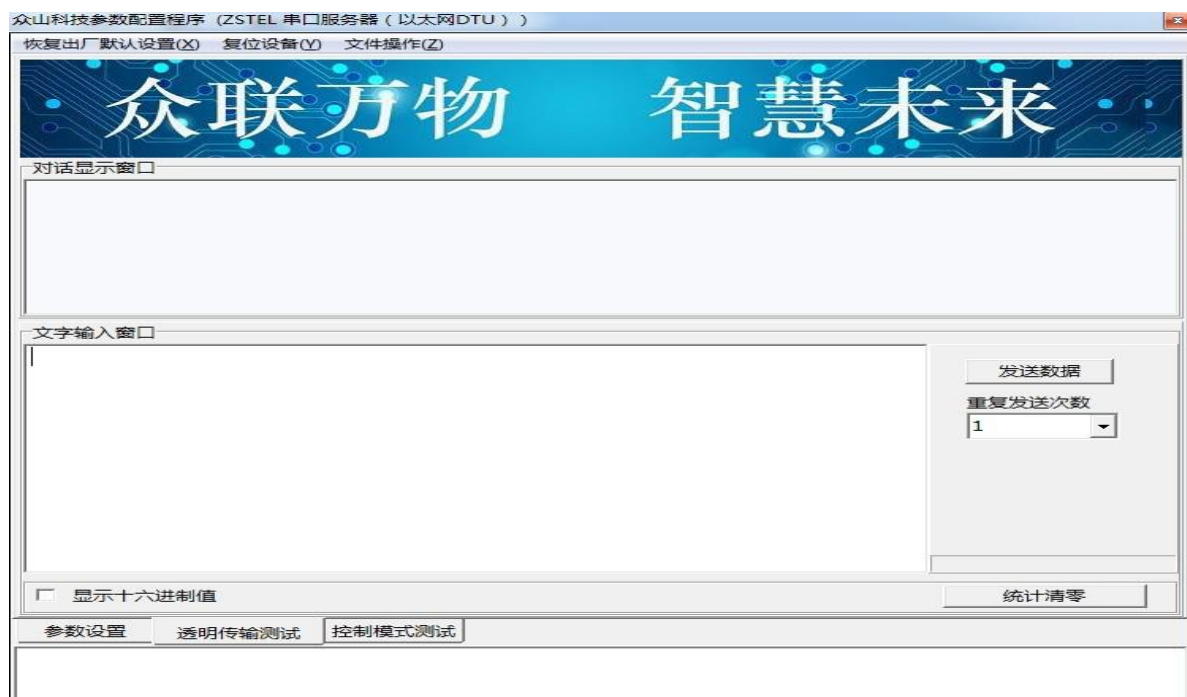 众山科技参数配置程序 (ZSTEL 串口服务器（以太网DTU）)
恢复出厂默认设置(X) 复位设备(Y) 文件操作(Z)
众联万物 智慧未来
对话显示窗口
文字输入窗口
发送数据
重复发送次数
1
显示十六进制值
统计清零
参数设置 透明传输测试 控制模式测试